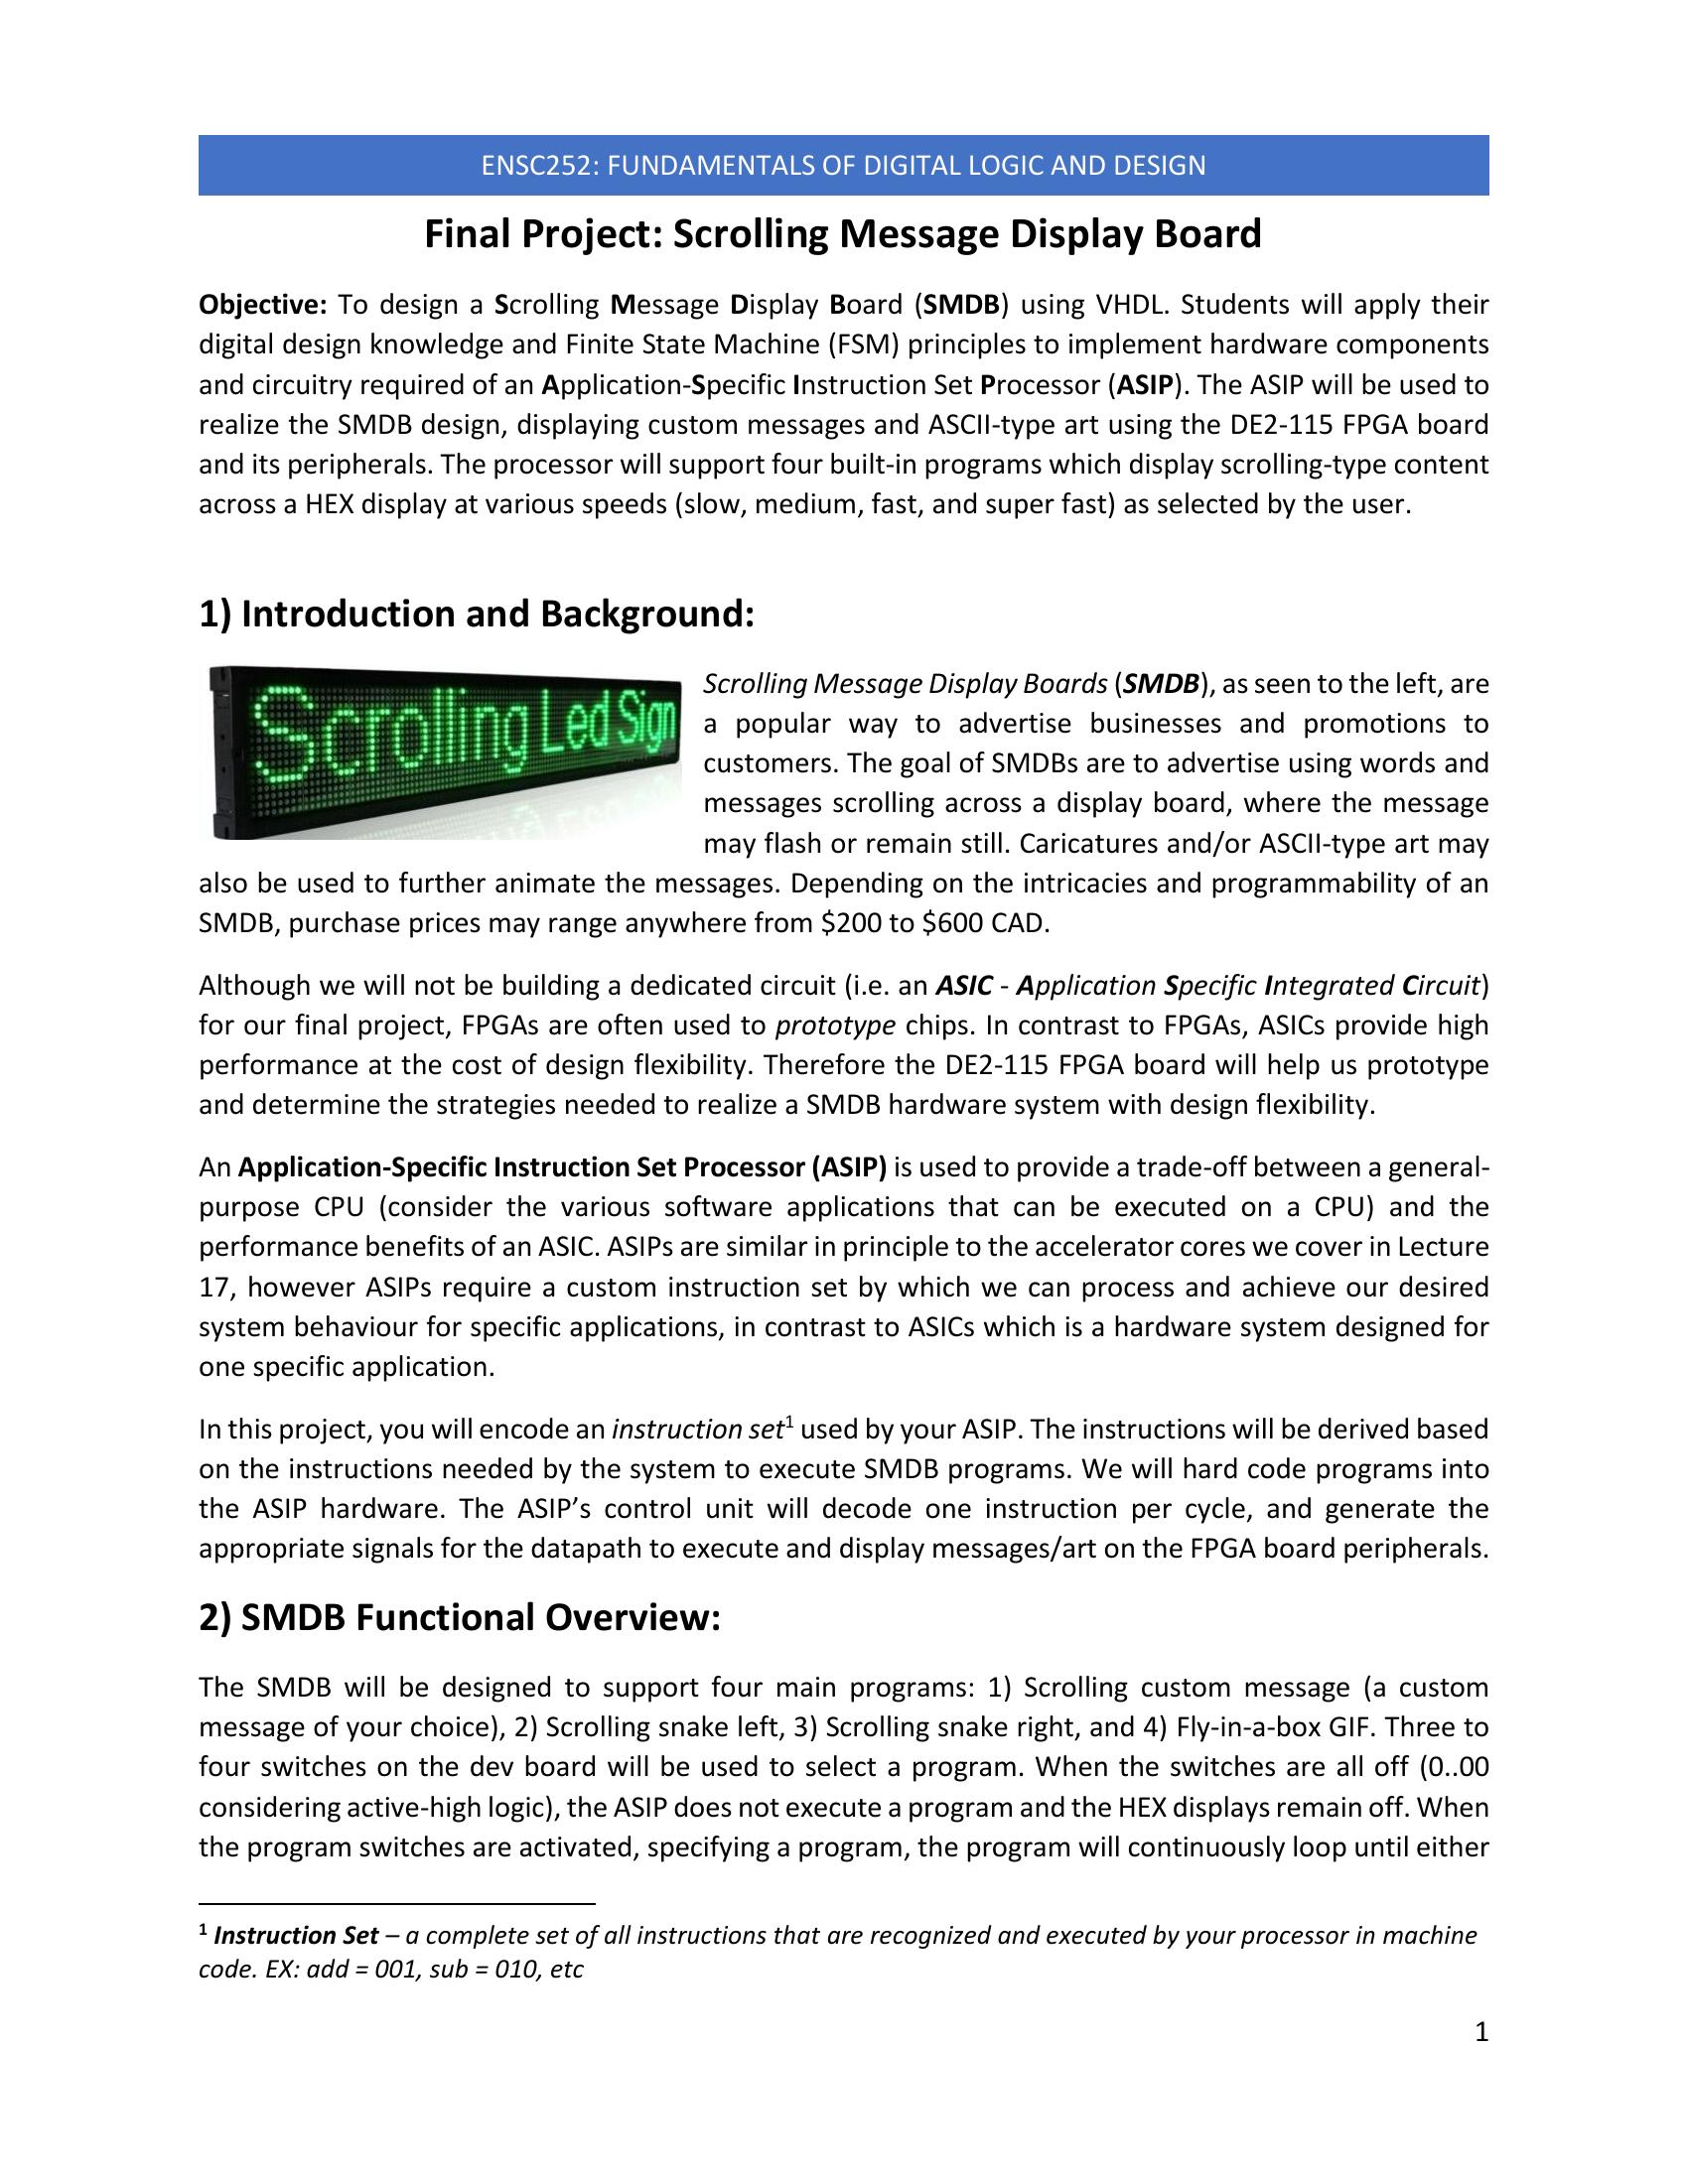 ENSC252: FUNDAMENTALS OF DIGITAL LOGIC AND DESIGN
Final Project: Scrolling Message Display Board
Objective: To design a Scrolling Message Display Board (SMDB) using VHDL. Students will apply their
digital design knowledge and Finite State Machine (FSM) principles to implement hardware components
and circuitry required of an Application-Specific Instruction Set Processor (ASIP). The ASIP will be used to
realize the SMDB design, displaying custom messages and ASCII-type art using the DE2-115 FPGA board
and its peripherals. The processor will support four built-in programs which display scrolling-type content
across a HEX display at various speeds (slow, medium, fast, and super fast) as selected by the user.
1) Introduction and Background:
Scrolling Led Sign
Scrolling Message Display Boards (SMDB), as seen to the left, are
a popular way to advertise businesses and promotions to
customers. The goal of SMDBs are to advertise using words and
messages scrolling across a display board, where the message
may flash or remain still. Caricatures and/or ASCII-type art may
also be used to further animate the messages. Depending on the intricacies and programmability of an
SMDB, purchase prices may range anywhere from $200 to $600 CAD.
Although we will not be building a dedicated circuit (i.e. an ASIC - Application Specific Integrated Circuit)
for our final project, FPGAs are often used to prototype chips. In contrast to FPGAs, ASICs provide high
performance at the cost of design flexibility. Therefore the DE2-115 FPGA board will help us prototype
and determine the strategies needed to realize a SMDB hardware system with design flexibility.
An Application-Specific Instruction Set Processor (ASIP) is used to provide a trade-off between a general-
purpose CPU (consider the various software applications that can be executed on a CPU) and the
performance benefits of an ASIC. ASIPs are similar in principle to the accelerator cores we cover in Lecture
17, however ASIPs require a custom instruction set by which we can process and achieve our desired
system behaviour for specific applications, in contrast to ASICs which is a hardware system designed for
one specific application.
In this project, you will encode an instruction set1 used by your ASIP. The instructions will be derived based
on the instructions needed by the system to execute SMDB programs. We will hard code programs into
the ASIP hardware. The ASIP’s control unit will decode one instruction per cycle, and generate the
appropriate signals for the datapath to execute and display messages/art on the FPGA board peripherals.
2) SMDB Functional Overview:
The SMDB will be designed to support four main programs: 1) Scrolling custom message (a custom
message of your choice), 2) Scrolling snake left, 3) Scrolling snake right, and 4) Fly-in-a-box GIF. Three to
four switches on the dev board will be used to select a program. When the switches are all off (0..00
considering active-high logic), the ASIP does not execute a program and the HEX displays remain off. When
the program switches are activated, specifying a program, the program will continuously loop until either
1 Instruction Set – a complete set of all instructions that are recognized and executed by your processor in machine
code. EX: add = 001, sub = 010, etc
1